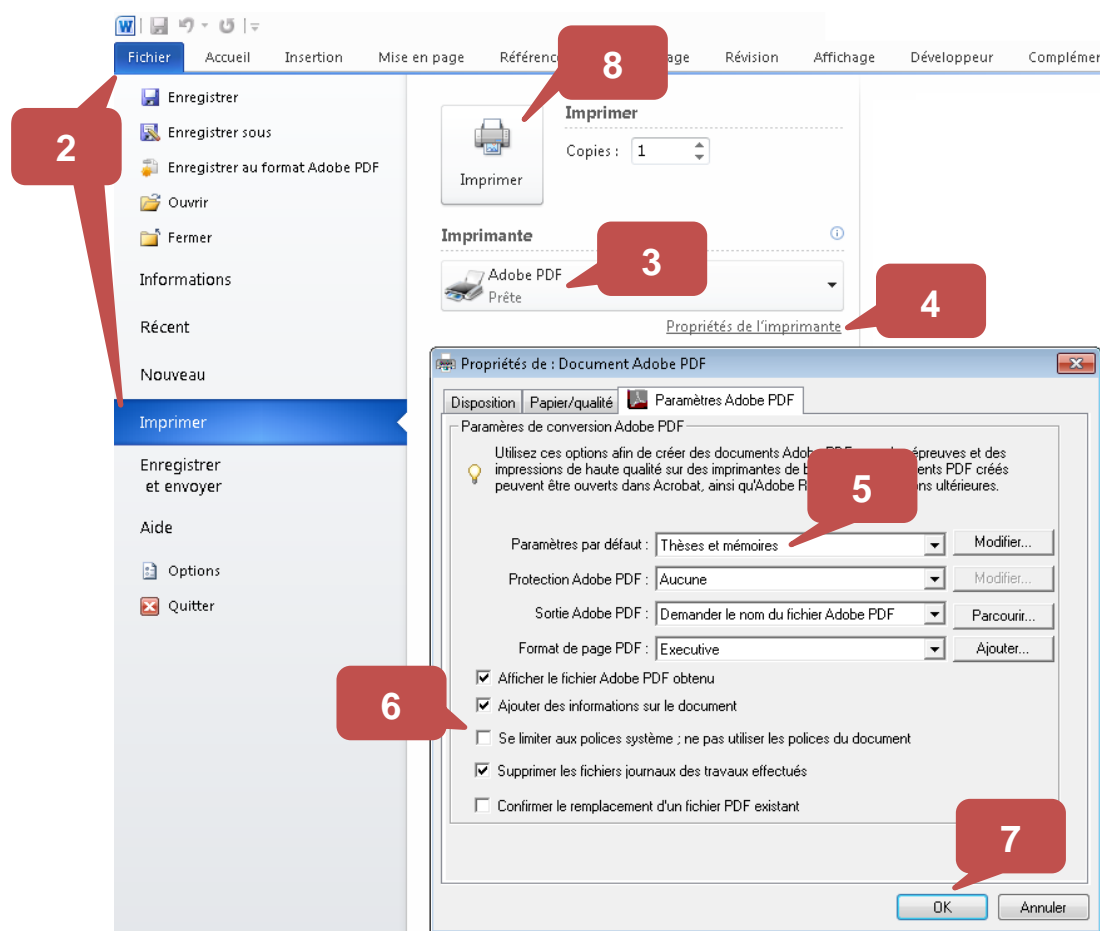 W
Fichier Accueil Insertion Mise en page Référenc age Révision Affichage Développeur Complémen
8
2
Enregistrer
Enregistrer sous
Enregistrer au format Adobe PDF
Ouvrir
Fermer
Informations
Récent
Nouveau
Imprimer
Enregistrer
et envoyer
Aide
Options
Quitter
Imprimer
Imprimer
Copies : 1
Imprimante
3
Adobe PDF
Prête
4
Propriétés de l'imprimante
Propriétés de : Document Adobe PDF
Disposition Papier/qualité Paramètres Adobe PDF
Paramères de conversion Adobe PDF
Utilisez ces options afin de créer des documents Adobe PDF épreuves et des
impressions de haute qualité sur des imprimantes de b ents PDF créés
peuvent être ouverts dans Acrobat, ainsi qu'Adobe R ns ultérieures.
5
Paramètres par défaut : Thèses et mémoires Modifier...
Protection Adobe PDF : Aucune Modifier...
Sortie Adobe PDF : Demander le nom du fichier Adobe PDF Parcourir...
Format de page PDF : Executive Ajouter...
Afficher le fichier Adobe PDF obtenu
6
Ajouter des informations sur le document
Se limiter aux polices système ; ne pas utiliser les polices du document
Supprimer les fichiers journaux des travaux effectués
Confirmer le remplacement d'un fichier PDF existant
7
OK Annuler